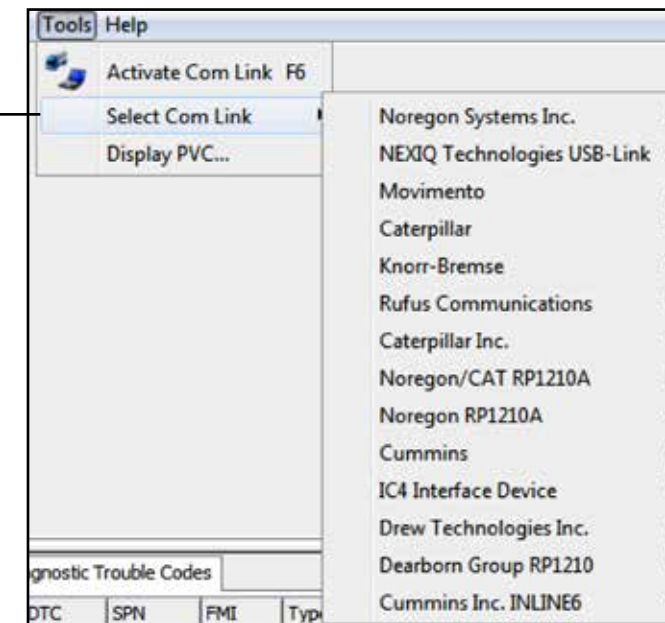 Tools Help
Activate Com Link F6
Select Com Link
Display PVC...
Noregon Systems Inc.
NEXIQ Technologies USB-Link
Movimento
Caterpillar
Knorr-Bremse
Rufus Communications
Caterpillar Inc.
Noregon/CAT RP1210A
Noregon RP1210A
Cummins
IC4 Interface Device
Drew Technologies Inc.
Dearborn Group RP1210
Cummins Inc. INLINE6
gnostic Trouble Codes
DTC SPN FMI Typ